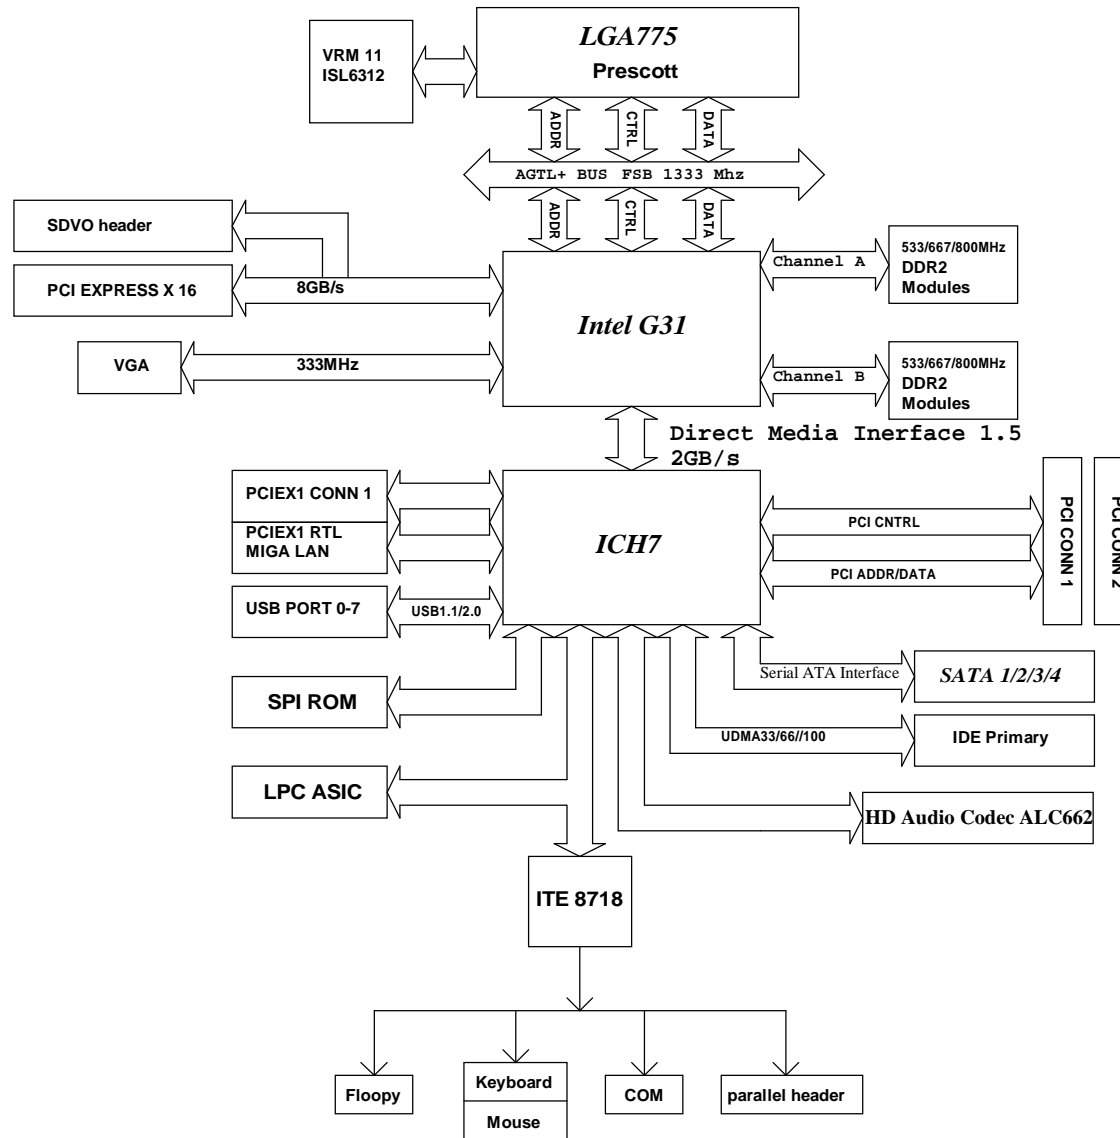 LGA775
Prescott
VRM 11
ISL6312
ADDR
CTRL
DATA
AGTL+ BUS FSB 1333 Mhz
ADDR
CTRL
DATA
SDVO header
PCI EXPRESS X 16
8GB/s
VGA
333MHz
Intel G31
Channel A
533/667/800MHz
DDR2
Modules
Channel B
533/667/800MHz
DDR2
Modules
Direct Media Inerface 1.5
2GB/s
PCIEX1 CONN 1
PCIEX1 RTL
MIGA LAN
USB PORT 0-7
USB1.1/2.0
ICH7
PCI CNTRL
PCI ADDR/DATA
PCI CONN 1
PCI CONN 2
SPI ROM
LPC ASIC
Serial ATA Interface
SATA 1/2/3/4
UDMA33/66//100
IDE Primary
HD Audio Codec ALC662
ITE 8718
Floopy
Keyboard
Mouse
COM
parallel header